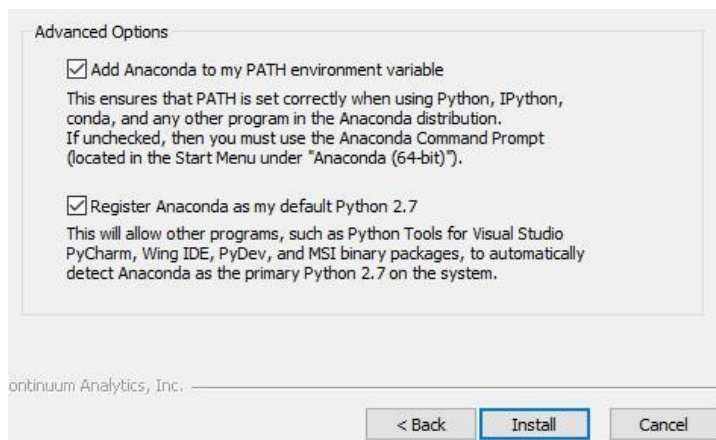 Advanced Options
Add Anaconda to my PATH environment variable
This ensures that PATH is set correctly when using Python, IPython,
conda, and any other program in the Anaconda distribution.
If unchecked, then you must use the Anaconda Command Prompt
(located in the Start Menu under "Anaconda (64-bit)").
Register Anaconda as my default Python 2.7
This will allow other programs, such as Python Tools for Visual Studio
PyCharm, Wing IDE, PyDev, and MSI binary packages, to automatically
detect Anaconda as the primary Python 2.7 on the system.
ontinuum Analytics, Inc.
< Back Install Cancel